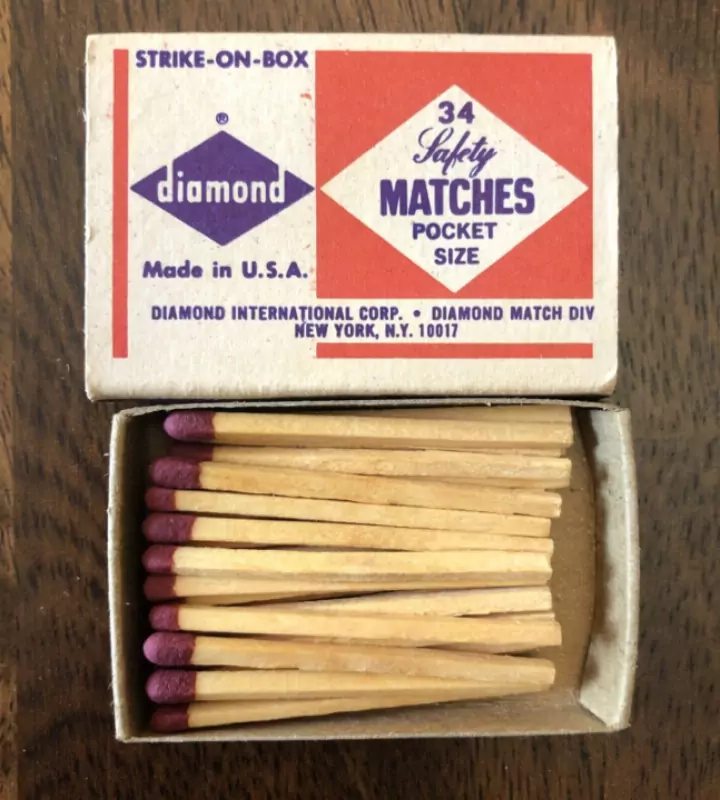 STRIKE-ON-BOX
®
diamond
Made in U.S.A.
34
Safety
MATCHES
POCKET
SIZE
DIAMOND INTERNATIONAL CORP. • DIAMOND MATCH DIV
NEW YORK, N.Y. 10017